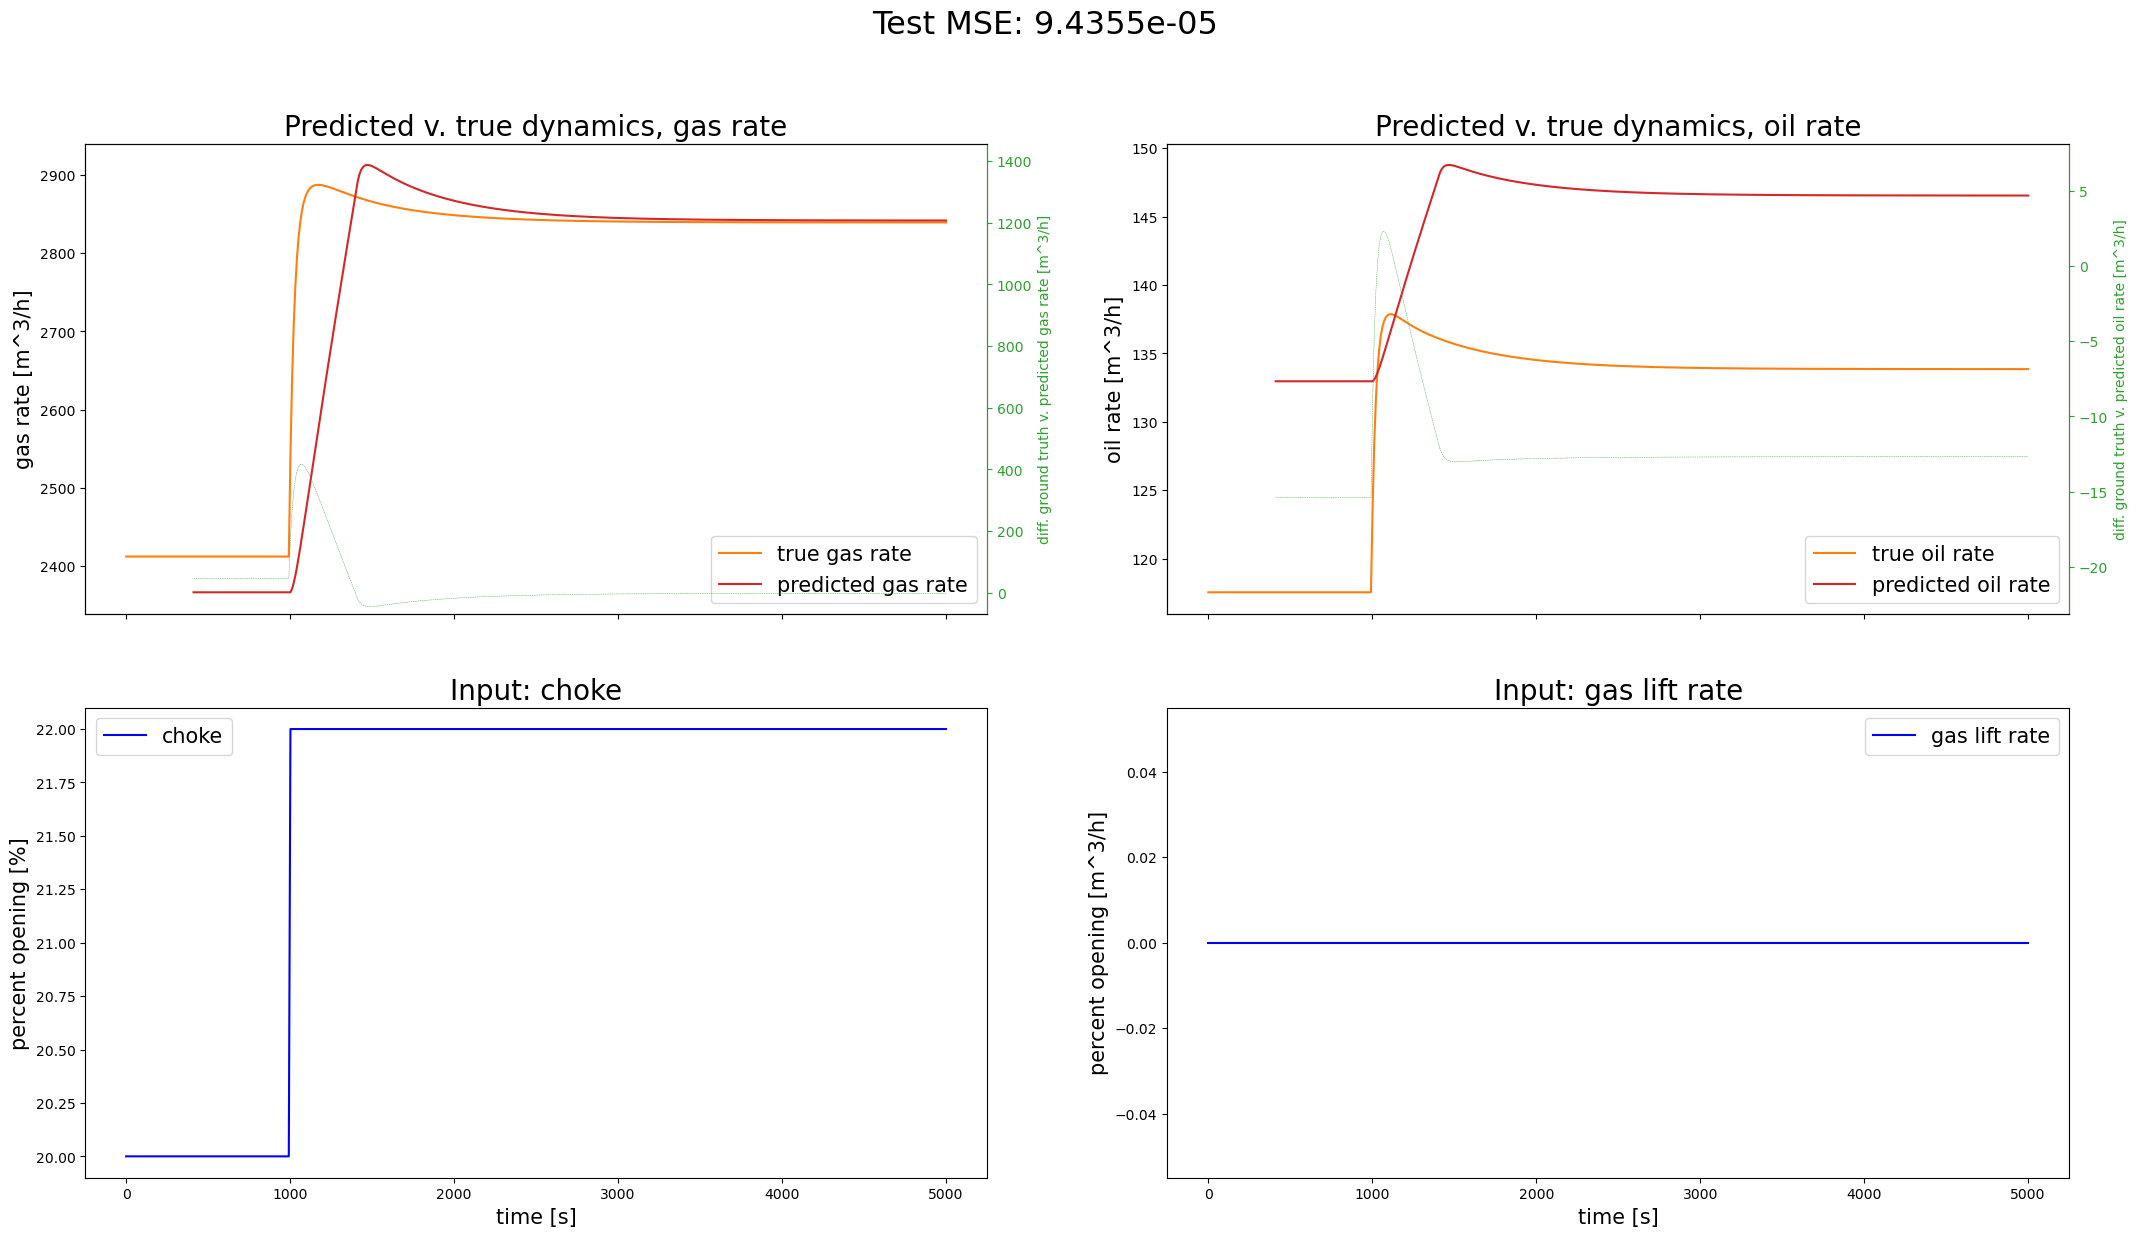 Test MSE: 9.4355e-05
Predicted v. true dynamics, gas rate
gas rate [m^3/h]
2900
2800
2700
2600
2500
2400
1400
1200
1000
800
600
400
200
0
diff. ground truth v. predicted gas rate [m^3/h]
true gas rate
predicted gas rate
Predicted v. true dynamics, oil rate
oil rate [m^3/h]
150
145
140
135
130
125
120
5
0
−5
−10
−15
−20
diff. ground truth v. predicted oil rate [m^3/h]
true oil rate
predicted oil rate
Input: choke
percent opening [%]
22.00
21.75
21.50
21.25
21.00
20.75
20.50
20.25
20.00
choke
0 1000 2000 3000 4000 5000
time [s]
Input: gas lift rate
percent opening [m^3/h]
0.04
0.02
0.00
−0.02
−0.04
gas lift rate
0 1000 2000 3000 4000 5000
time [s]